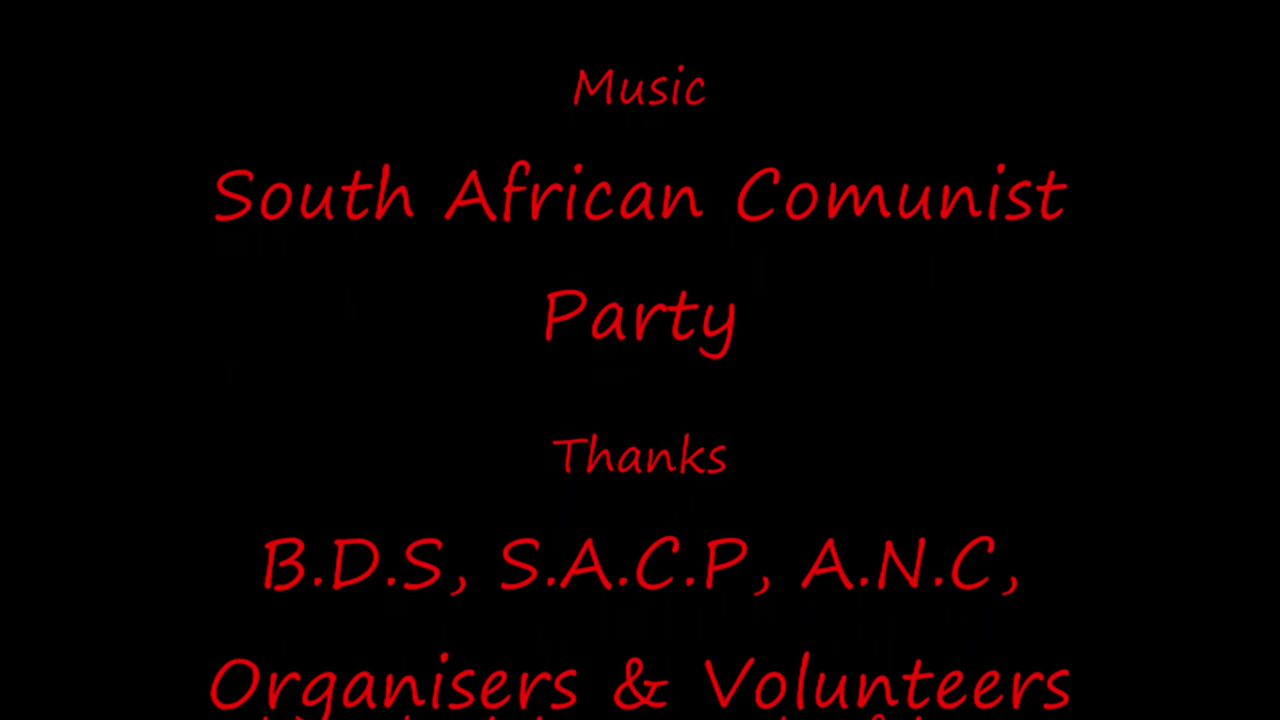 Music
South African Comunist
Party
Thanks
B.D.S, S.A.C.P, A.N.C,
Organisers & Volunteers